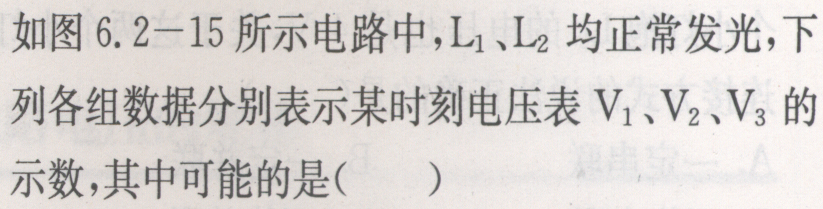 如图 6.2－15 所示电路中,L₁、L₂ 均正常发光,下
列各组数据分别表示某时刻电压表 V₁、V₂、V₃ 的
示数,其中可能的是(　　)